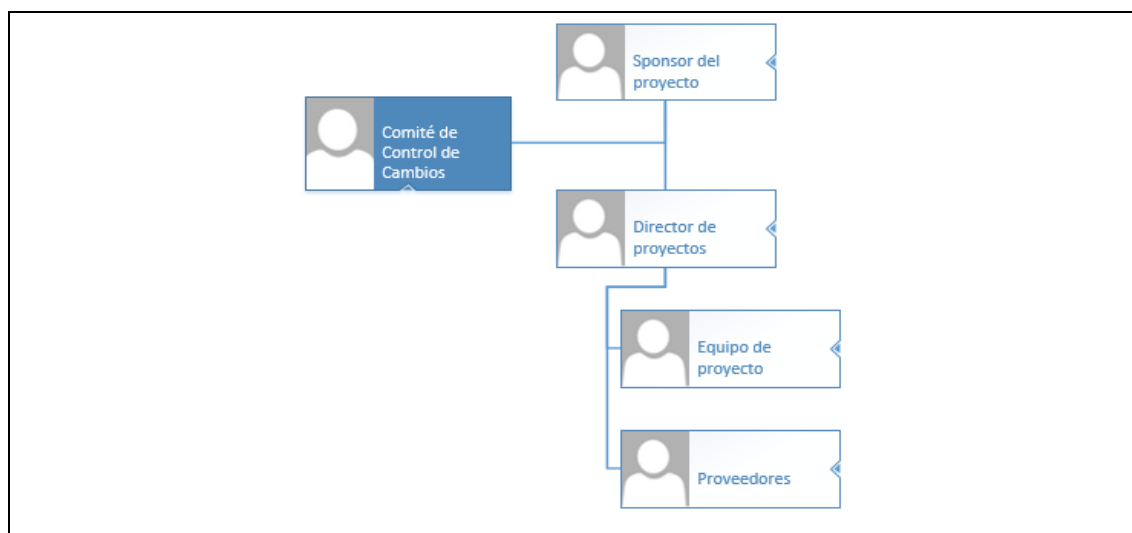 Sponsor del
proyecto
Comité de
Control de
Cambios
Director de
proyectos
Equipo de
proyecto
Proveedores